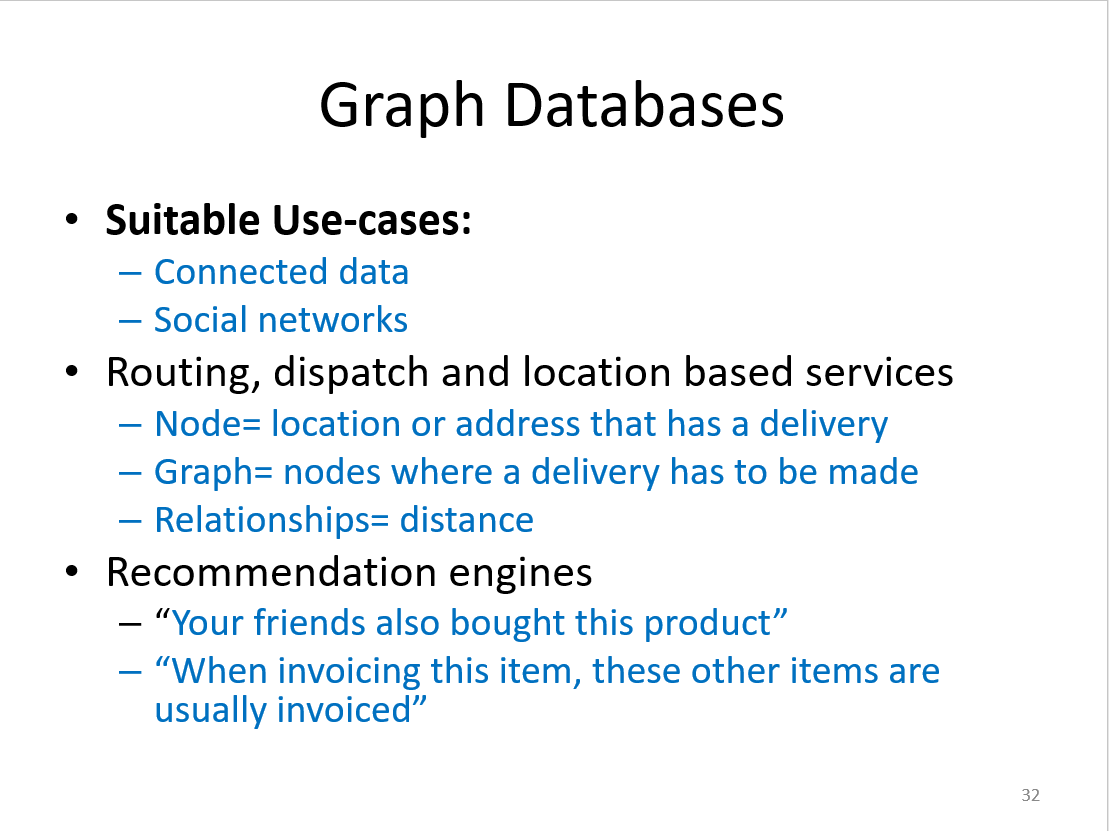 Graph Databases
• Suitable Use-cases:
– Connected data
– Social networks
• Routing, dispatch and location based services
– Node= location or address that has a delivery
– Graph= nodes where a delivery has to be made
– Relationships= distance
• Recommendation engines
– “Your friends also bought this product”
– “When invoicing this item, these other items are
usually invoiced”
32